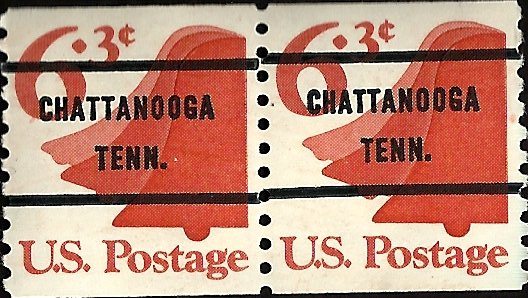 6.3¢
CHATTANOOGA
TENN.
U.S. Postage
6.3¢
CHATTANOOGA
TENN.
U.S. Postage